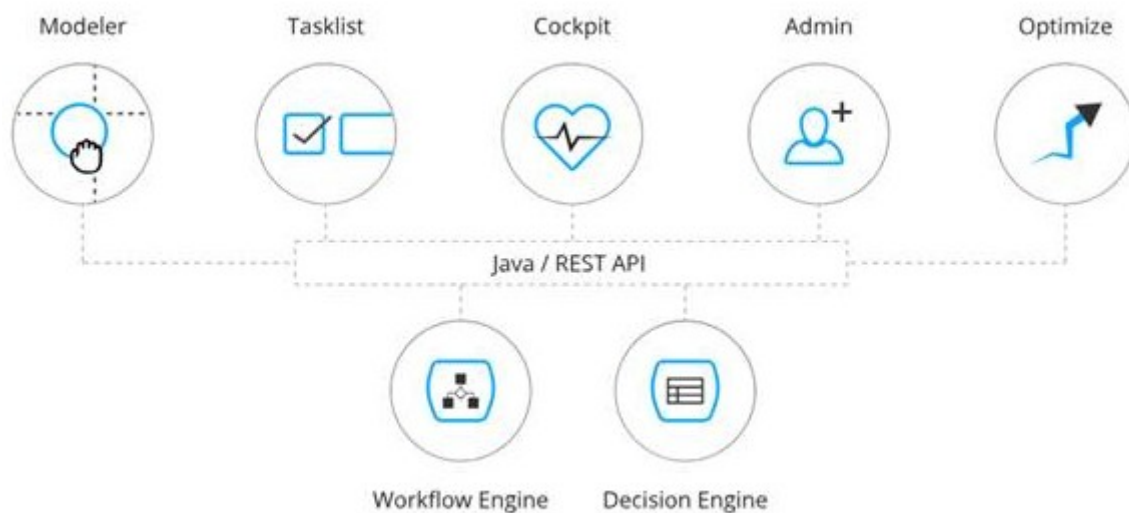 Modeler
Tasklist
Cockpit
Admin
Optimize
Java / REST API
Workflow Engine
Decision Engine